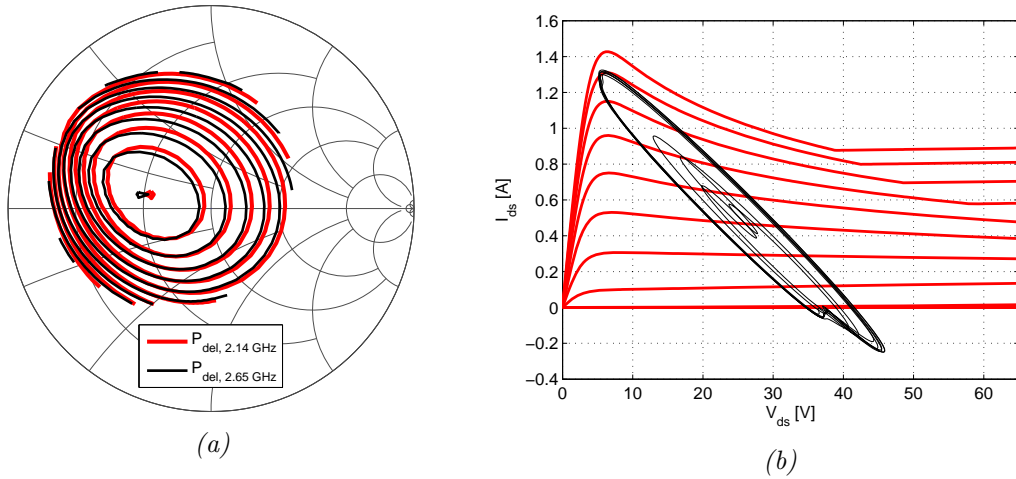 P_del, 2.14 GHz
P_del, 2.65 GHz
(a)
1.6
1.4
1.2
1
0.8
0.6
0.4
0.2
0
−0.2
−0.4
I_ds [A]
0 10 20 30 40 50 60
V_ds [V]
(b)